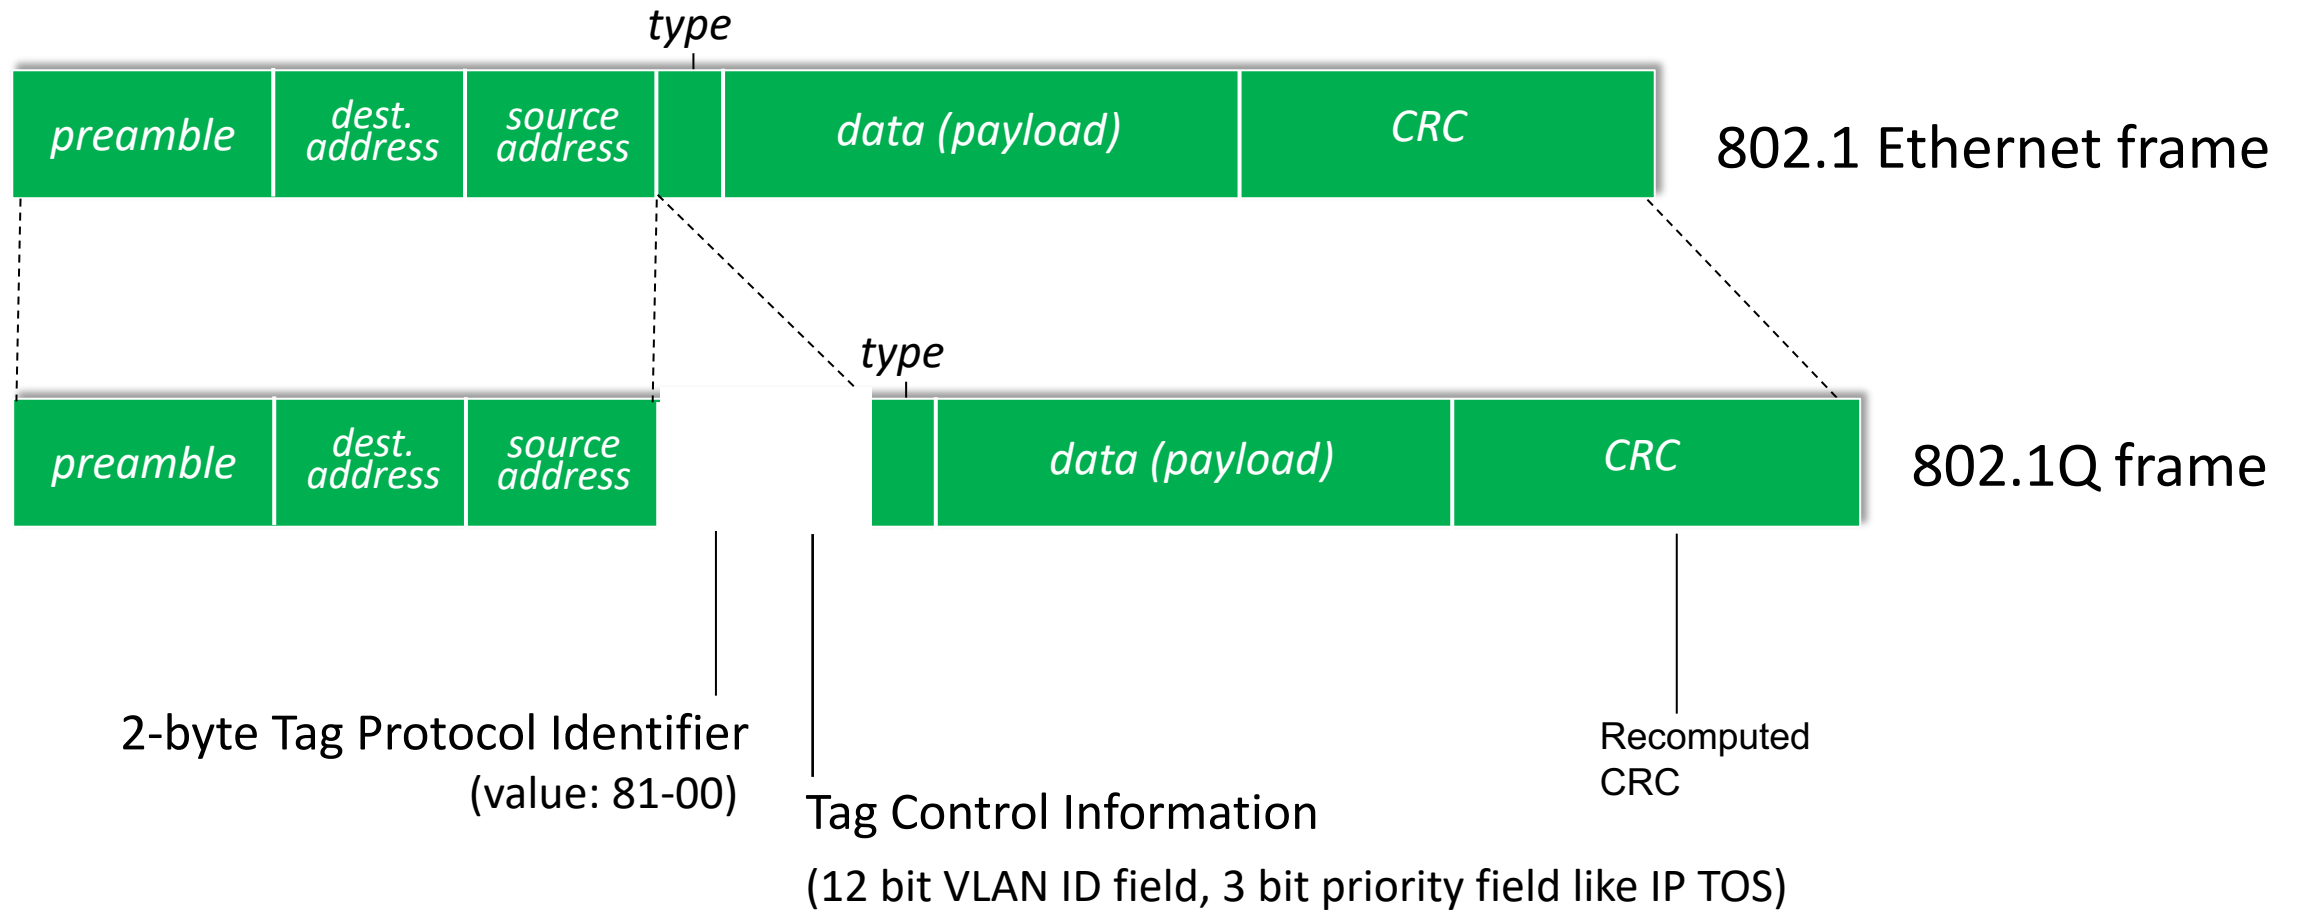 type
preamble
dest.
address
source
address
data (payload)
CRC
802.1 Ethernet frame
type
preamble
dest.
address
source
address
data (payload)
CRC
802.1Q frame
2-byte Tag Protocol Identifier
(value: 81-00)
Recomputed
CRC
Tag Control Information
(12 bit VLAN ID field, 3 bit priority field like IP TOS)